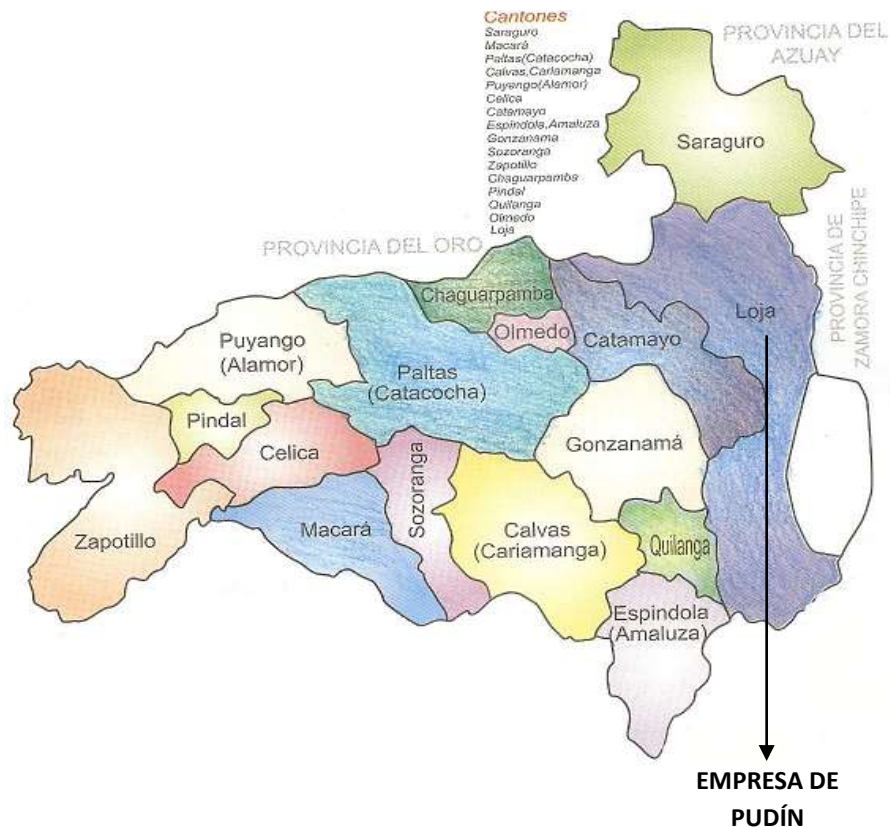 Cantones
Saraguro
Macará
Paltas(Catacocha)
Calvas,Cariamanga
Puyango(Alamor)
Celica
Catamayo
Espindola,Amaluza
Gonzanama
Sozoranga
Zapotillo
Chaguarpamba
Pindal
Quilanga
Olmedo
Loja
PROVINCIA DEL
AZUAY
Saraguro
PROVINCIA DE
ZAMORA CHINCHIPE
PROVINCIA DEL ORO
Chaguarpamba
Olmedo
Catamayo
Loja
Puyango
(Alamor)
Paltas
(Catacocha)
Pindal
Celica
Gonzanamá
Sozoranga
Zapotillo
Macará
Calvas
(Cariamanga)
Quilanga
Espindola
(Amaluza)
EMPRESA DE
PUDÍN